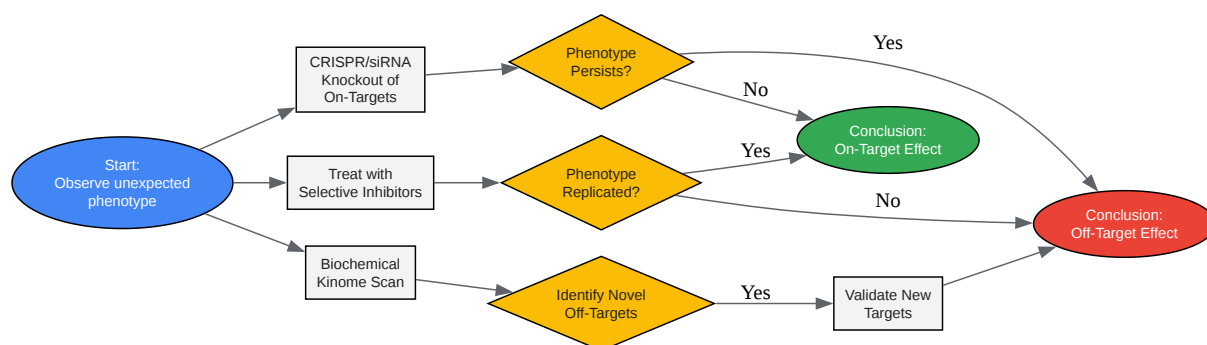 Start:
Observe unexpected
phenotype
CRISPR/siRNA
Knockout of
On-Targets
Phenotype
Persists?
Yes
No
Treat with
Selective Inhibitors
Phenotype
Replicated?
Yes
No
Conclusion:
On-Target Effect
Biochemical
Kinome Scan
Identify Novel
Off-Targets
Yes
Validate New
Targets
Conclusion:
Off-Target Effect